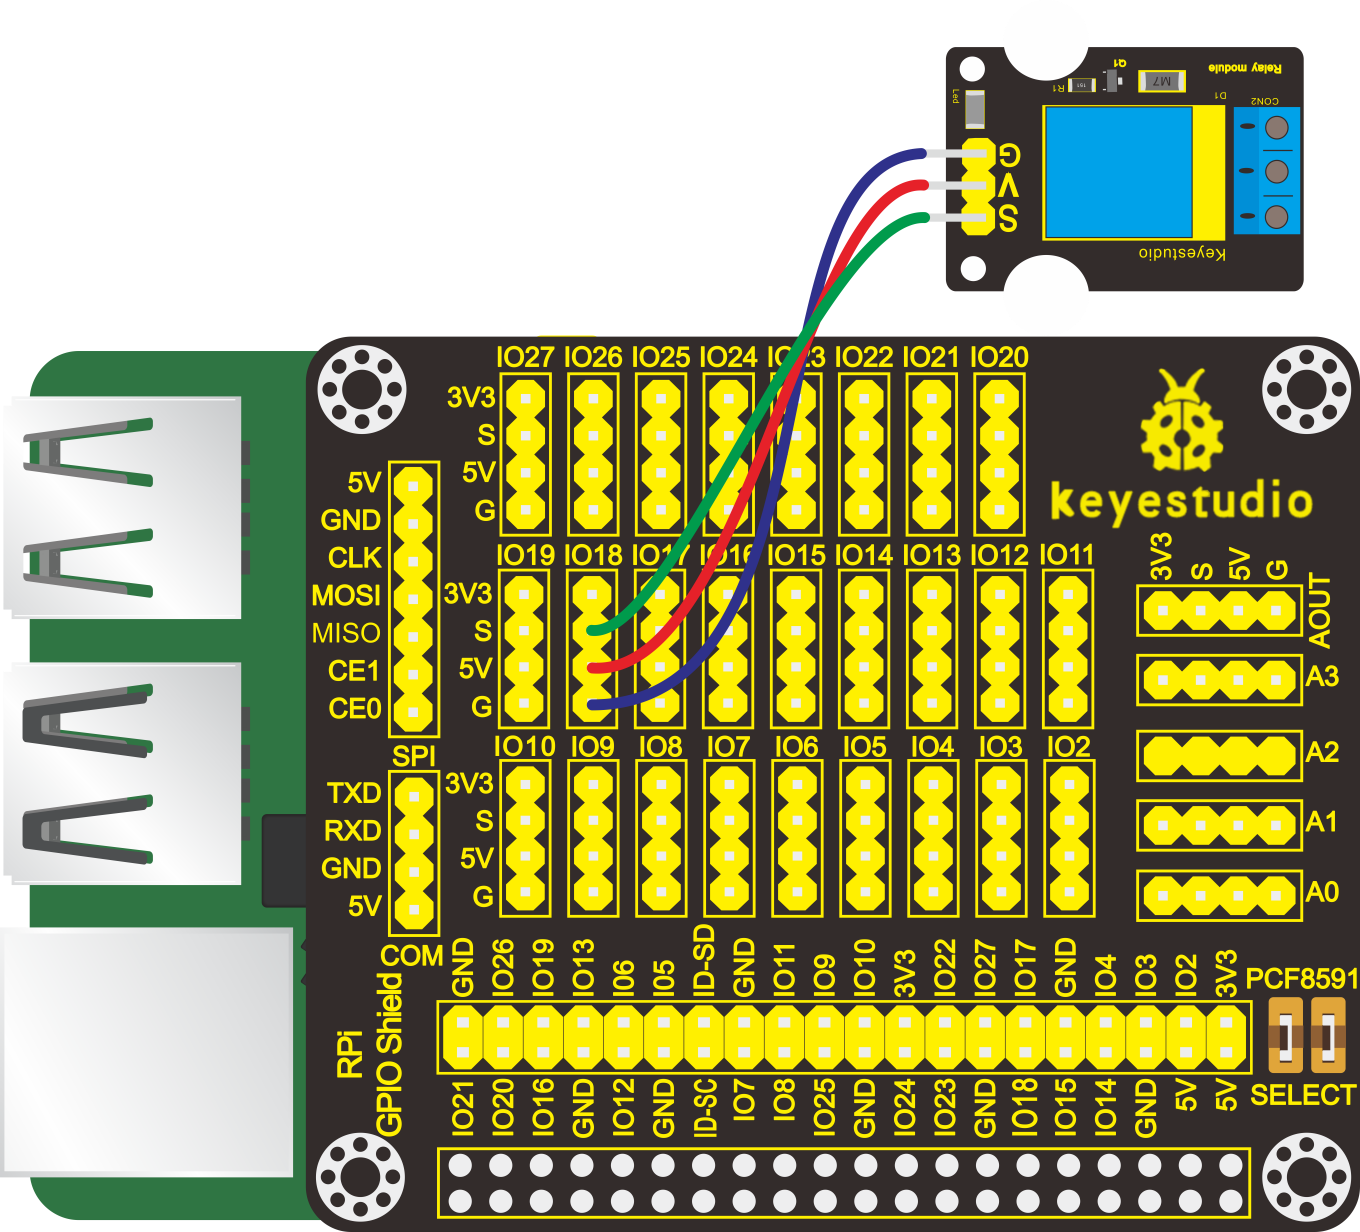 Relay module
Q1
M7
R1
191
D1
CON2
Led
G
V
S
Keyestudio
IO27 IO26 IO25 IO24 IO23 IO22 IO21 IO20
3V3
S
5V
G
keyestudio
5V
GND
CLK
MOSI
MISO
CE1
CE0
SPI
IO19 IO18 IO17 IO16 IO15 IO14 IO13 IO12 IO11
3V3
S
5V
G
3V3 S 5V G
AOUT
A3
A2
A1
A0
IO10 IO9 IO8 IO7 IO6 IO5 IO4 IO3 IO2
3V3
S
5V
G
TXD
RXD
GND
5V
COM
RPi
GPIO Shield
GND IO26 IO19 IO13 IO6 IO5 ID-SD GND IO11 IO9 IO10 3V3 IO22 IO27 IO17 GND IO4 IO3 IO2 3V3
PCF8591
IO21 IO20 IO16 GND IO12 GND ID-SC IO7 IO8 IO25 GND IO24 IO23 GND IO18 IO15 IO14 GND 5V 5V
SELECT